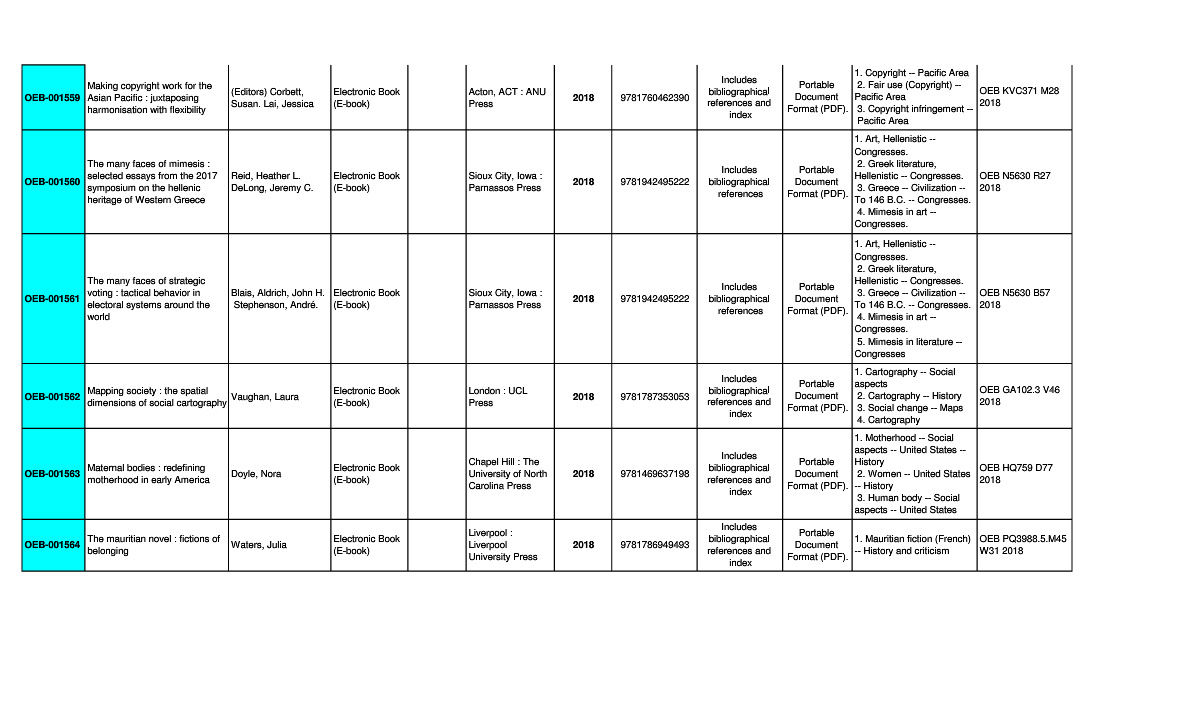 OEB-001559
Making copyright work for the
Asian Pacific : juxtaposing
harmonisation with flexibility
(Editors) Corbett,
Susan. Lai, Jessica
Electronic Book
(E-book)
Acton, ACT : ANU
Press
2018
9781760462390
Includes
bibliographical
references and
index
Portable
Document
Format (PDF).
1. Copyright -- Pacific Area
2. Fair use (Copyright) --
Pacific Area
3. Copyright infringement --
Pacific Area
OEB KVC371 M28
2018
OEB-001560
The many faces of mimesis :
selected essays from the 2017
symposium on the hellenic
heritage of Western Greece
Reid, Heather L.
DeLong, Jeremy C.
Electronic Book
(E-book)
Sioux City, Iowa :
Parnassos Press
2018
9781942495222
Includes
bibliographical
references
Portable
Document
Format (PDF).
1. Art, Hellenistic --
Congresses.
2. Greek literature,
Hellenistic -- Congresses.
3. Greece -- Civilization --
To 146 B.C. -- Congresses.
4. Mimesis in art --
Congresses.
OEB N5630 R27
2018
OEB-001561
The many faces of strategic
voting : tactical behavior in
electoral systems around the
world
Blais, Aldrich, John H.
Stephenson, André.
Electronic Book
(E-book)
Sioux City, Iowa :
Parnassos Press
2018
9781942495222
Includes
bibliographical
references
Portable
Document
Format (PDF).
1. Art, Hellenistic --
Congresses.
2. Greek literature,
Hellenistic -- Congresses.
3. Greece -- Civilization --
To 146 B.C. -- Congresses.
4. Mimesis in art --
Congresses.
5. Mimesis in literature --
Congresses
OEB N5630 B57
2018
OEB-001562
Mapping society : the spatial
dimensions of social cartography
Vaughan, Laura
Electronic Book
(E-book)
London : UCL
Press
2018
9781787353053
Includes
bibliographical
references and
index
Portable
Document
Format (PDF).
1. Cartography -- Social
aspects
2. Cartography -- History
3. Social change -- Maps
4. Cartography
OEB GA102.3 V46
2018
OEB-001563
Maternal bodies : redefining
motherhood in early America
Doyle, Nora
Electronic Book
(E-book)
Chapel Hill : The
University of North
Carolina Press
2018
9781469637198
Includes
bibliographical
references and
index
Portable
Document
Format (PDF).
1. Motherhood -- Social
aspects -- United States --
History
2. Women -- United States
-- History
3. Human body -- Social
aspects -- United States
OEB HQ759 D77
2018
OEB-001564
The mauritian novel : fictions of
belonging
Waters, Julia
Electronic Book
(E-book)
Liverpool :
Liverpool
University Press
2018
9781786949493
Includes
bibliographical
references and
index
Portable
Document
Format (PDF).
1. Mauritian fiction (French)
-- History and criticism
OEB PQ3988.5.M45
W31 2018